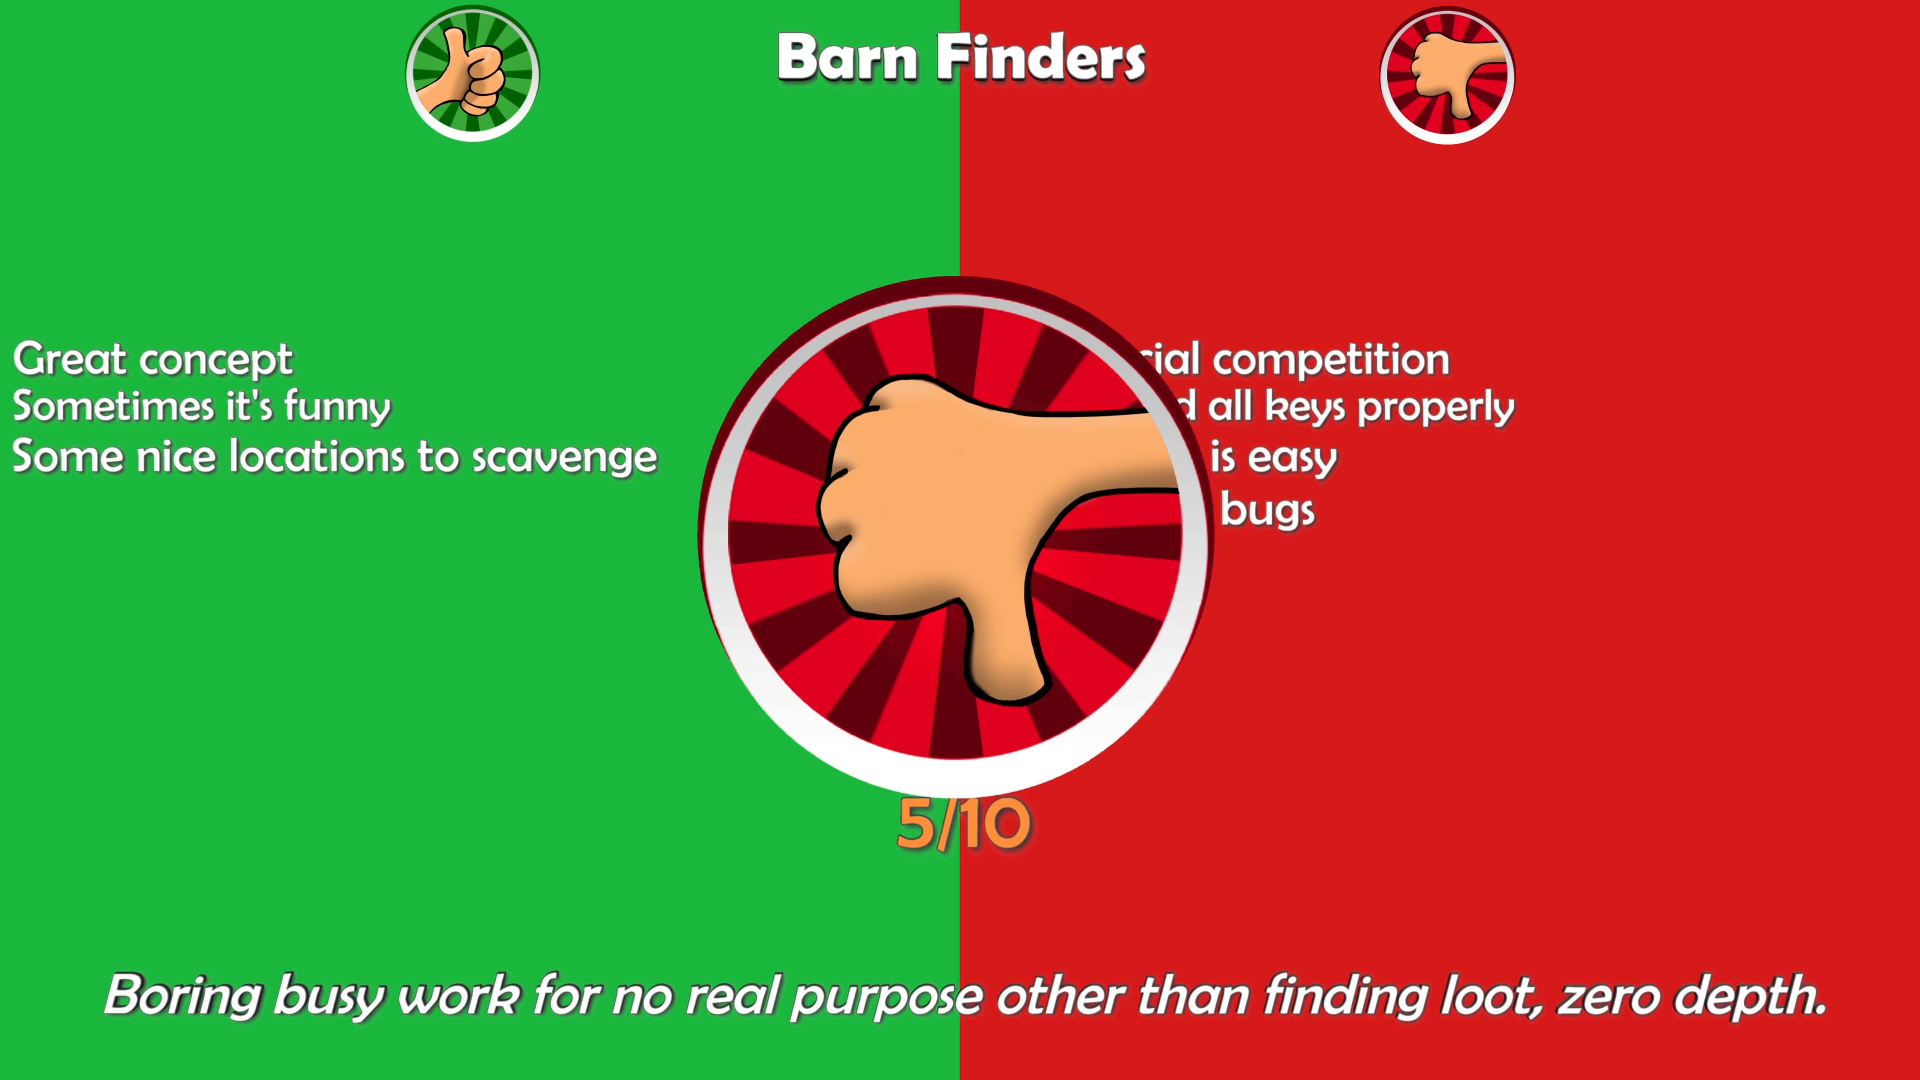 Barn Finders
Great concept
Sometimes it's funny
Some nice locations to scavenge
competition
all keys properly
is easy
bugs
5/10
Boring busy work for no real purpose other than finding loot, zero depth.